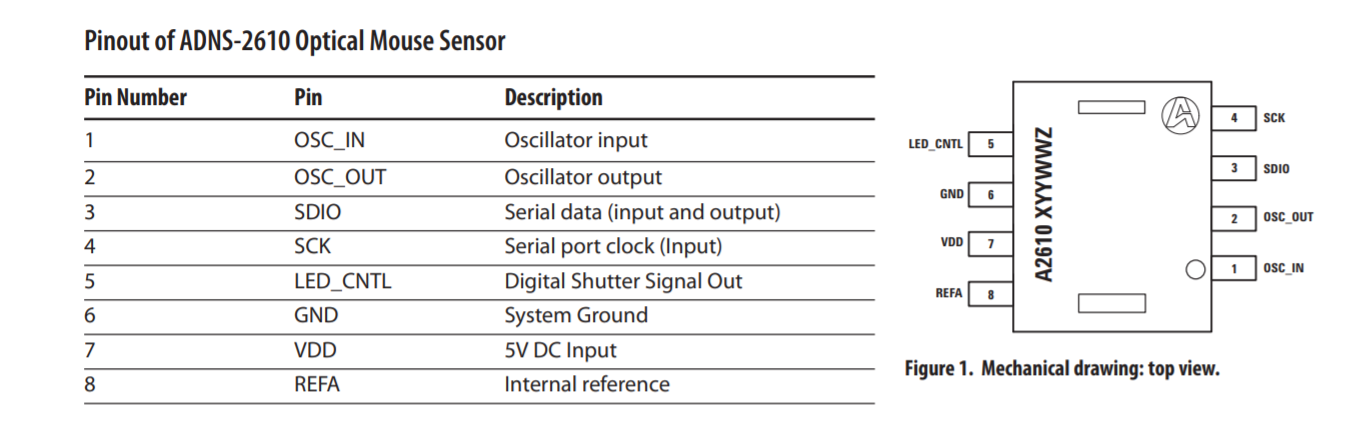 Pinout of ADNS-2610 Optical Mouse Sensor
Pin Number Pin Description
1 OSC_IN Oscillator input
2 OSC_OUT Oscillator output
3 SDIO Serial data (input and output)
4 SCK Serial port clock (Input)
5 LED_CNTL Digital Shutter Signal Out
6 GND System Ground
7 VDD 5V DC Input
8 REFA Internal reference
LED_CNTL 5
GND 6
VDD 7
REFA 8
A2610 XYYWWZ
A
4 SCK
3 SDIO
2 OSC_OUT
1 OSC_IN
Figure 1. Mechanical drawing: top view.